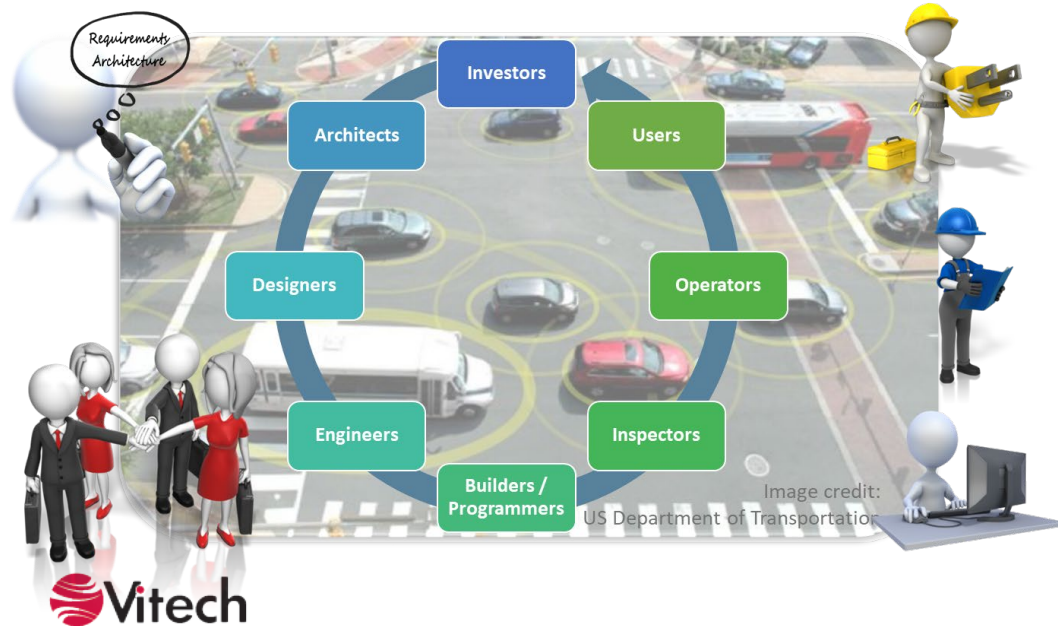 Requirements
Architecture
Investors
Architects
Users
Designers
Operators
Engineers
Inspectors
Builders /
Programmers
Image credit:
US Department of Transportation
Vitech